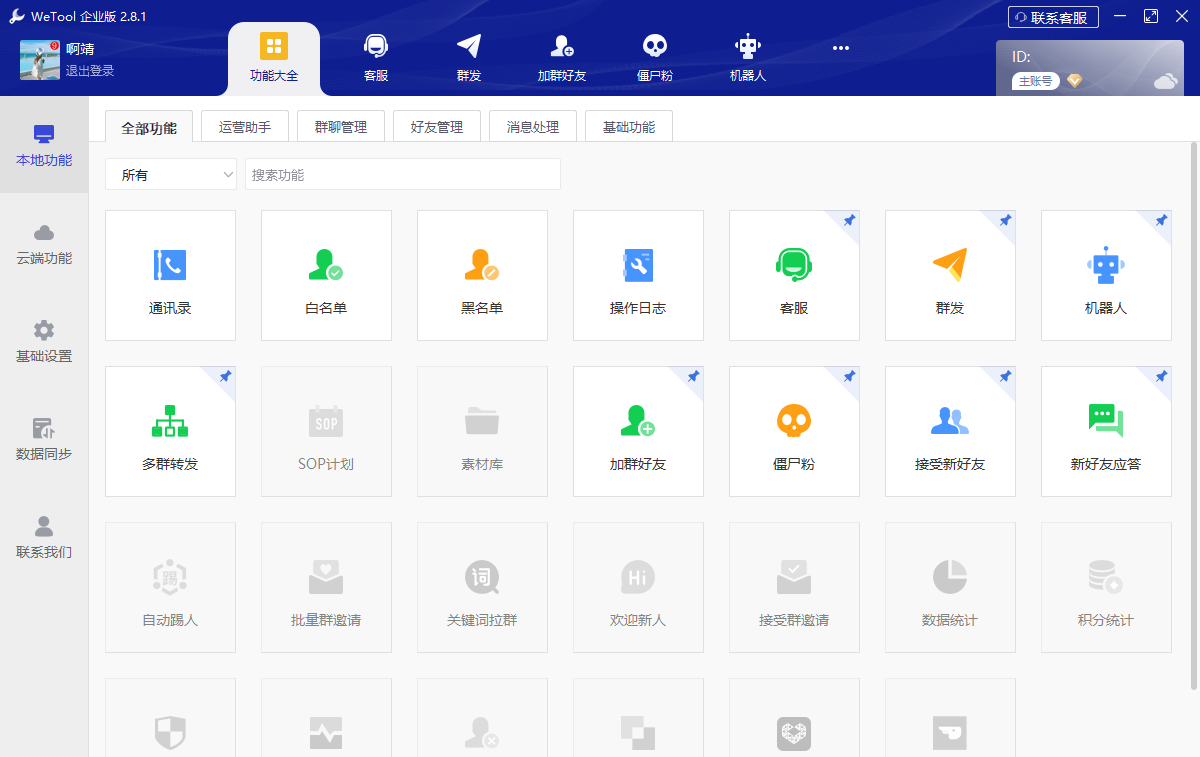 WeTool 企业版 2.8.1
联系客服
9
啊靖
退出登录
功能大全
客服
群发
加群好友
僵尸粉
机器人
ID:
主账号
本地功能
云端功能
基础设置
数据同步
联系我们
全部功能
运营助手
群聊管理
好友管理
消息处理
基础功能
所有
搜索功能
通讯录
白名单
黑名单
操作日志
客服
群发
机器人
多群转发
SOP
SOP计划
素材库
加群好友
僵尸粉
接受新好友
新好友应答
踢
自动踢人
批量群邀请
词
关键词拉群
Hi
欢迎新人
接受群邀请
数据统计
积分统计